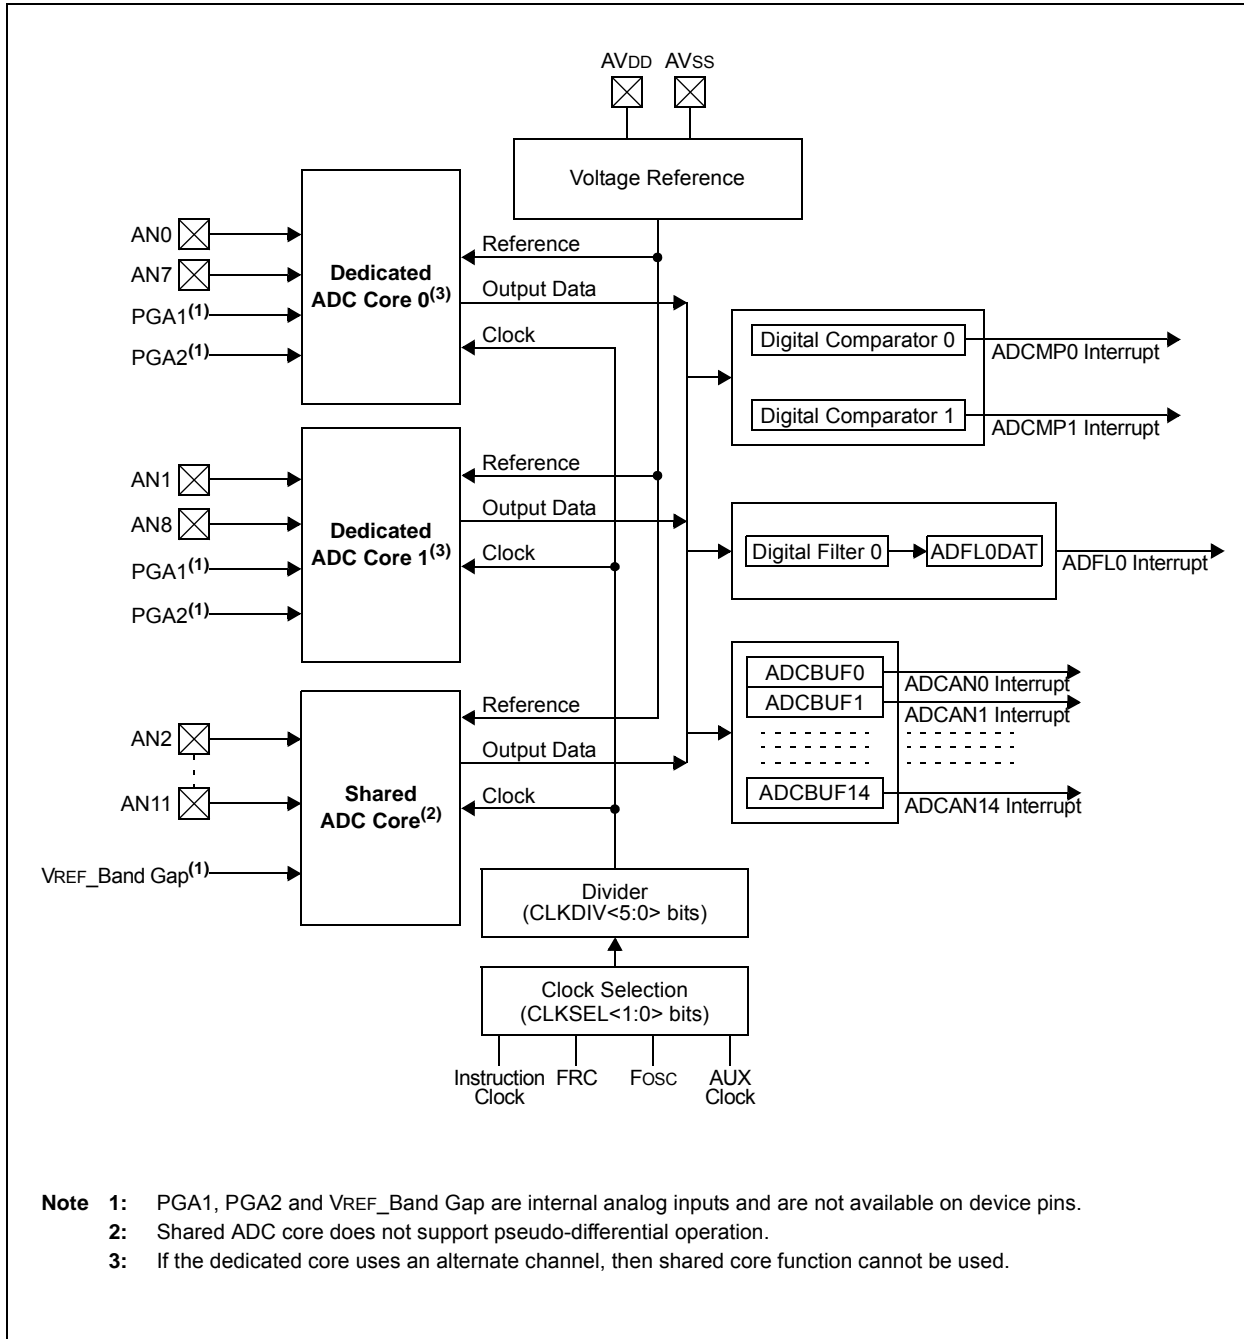 AVDD AVSS
Voltage Reference
AN0
AN7
PGA1(1)
PGA2(1)
Dedicated
ADC Core 0(3)
Reference
Output Data
Clock
Digital Comparator 0
ADCMP0 Interrupt
Digital Comparator 1
ADCMP1 Interrupt
AN1
AN8
PGA1(1)
PGA2(1)
Dedicated
ADC Core 1(3)
Reference
Output Data
Clock
Digital Filter 0
ADFL0DAT
ADFL0 Interrupt
AN2
AN11
VREF_Band Gap(1)
Shared
ADC Core(2)
Reference
Output Data
Clock
ADCBUF0
ADCAN0 Interrupt
ADCBUF1
ADCAN1 Interrupt
ADCBUF14
ADCAN14 Interrupt
Divider
(CLKDIV<5:0> bits)
Clock Selection
(CLKSEL<1:0> bits)
Instruction
Clock
FRC
FOSC
AUX
Clock
Note 1: PGA1, PGA2 and VREF_Band Gap are internal analog inputs and are not available on device pins.
2: Shared ADC core does not support pseudo-differential operation.
3: If the dedicated core uses an alternate channel, then shared core function cannot be used.